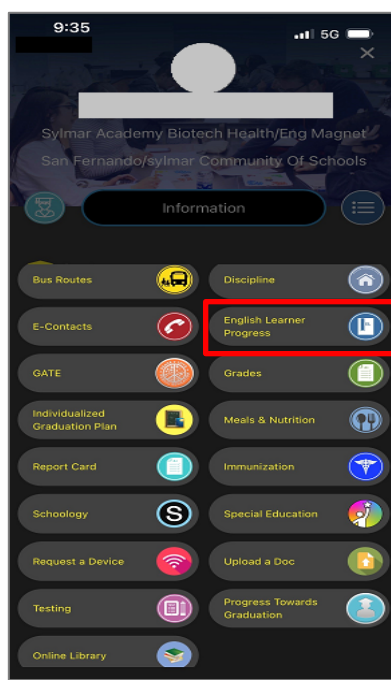 9:35
5G
Sylmar Academy Biotech Health/Eng Magnet
San Fernando/sylmar Community Of Schools
Information
Bus Routes
Discipline
E-Contacts
English Learner
Progress
GATE
Grades
Individualized
Graduation Plan
Meals & Nutrition
Report Card
Immunization
Schoology
S
Special Education
Request a Device
Upload a Doc
Testing
Progress Towards
Graduation
Online Library